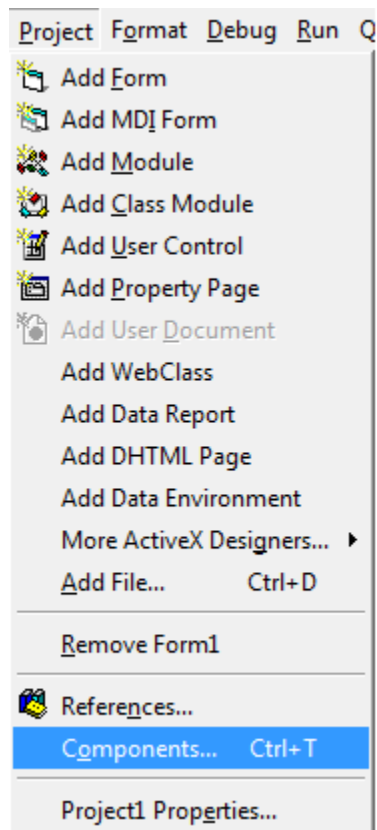 Project Format Debug Run Q
Add Form
Add MDI Form
Add Module
Add Class Module
Add User Control
Add Property Page
Add User Document
Add WebClass
Add Data Report
Add DHTML Page
Add Data Environment
More ActiveX Designers...
Add File... Ctrl+D
Remove Form1
References...
Components... Ctrl+T
Project1 Properties...